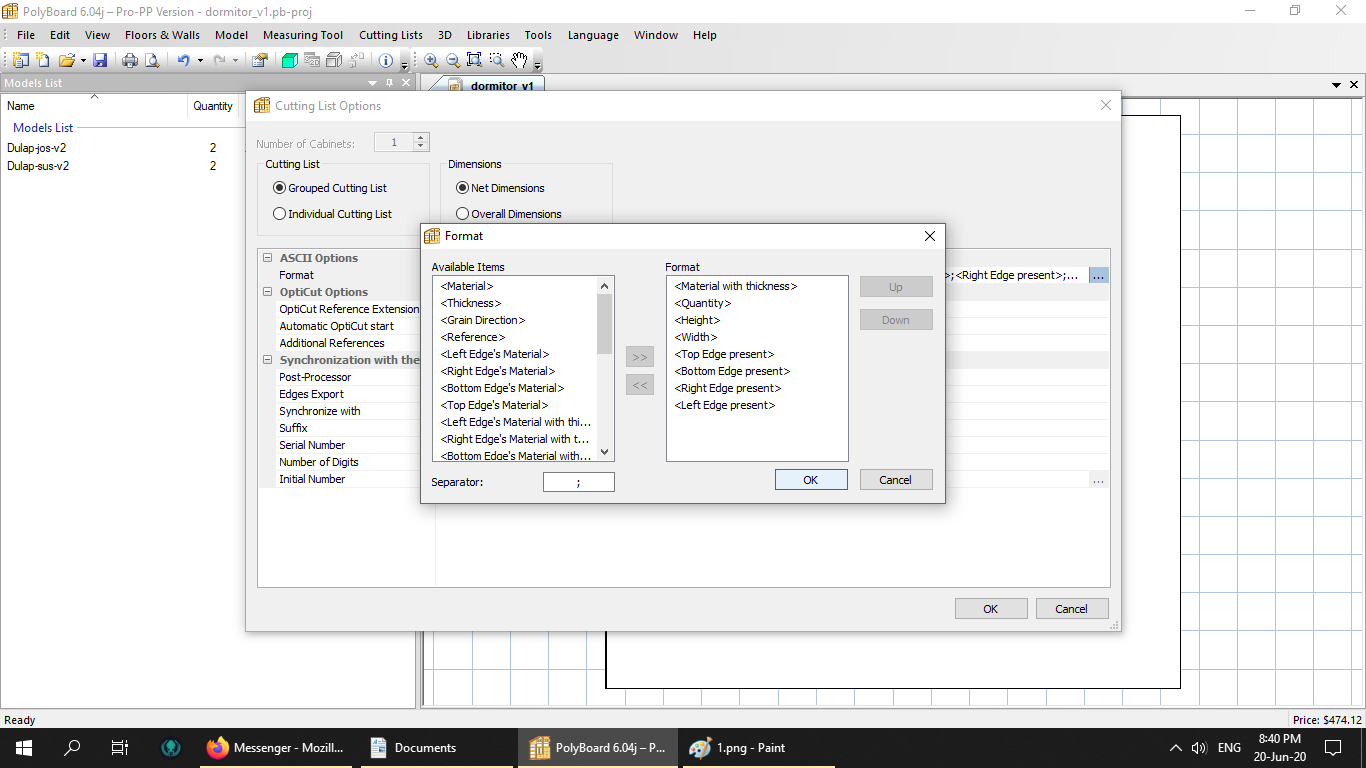 PolyBoard 6.04j – Pro-PP Version - dormitor_v1.pb-proj
File Edit View Floors & Walls Model Measuring Tool Cutting Lists 3D Libraries Tools Language Window Help
Models List
dormitor_v1
Name Quantity
Models List
Dulap-jos-v2 2
Dulap-sus-v2 2
Cutting List Options
Number of Cabinets: 1
Cutting List
Grouped Cutting List
Individual Cutting List
Dimensions
Net Dimensions
Overall Dimensions
ASCII Options
Format >;<Right Edge present>;... ...
OptiCut Options
OptiCut Reference Extension
Automatic OptiCut start
Additional References
Synchronization with the
Post-Processor
Edges Export
Synchronize with
Suffix
Serial Number
Number of Digits
Initial Number ...
OK Cancel
Format
Available Items
<Material>
<Thickness>
<Grain Direction>
<Reference>
<Left Edge's Material>
<Right Edge's Material>
<Bottom Edge's Material>
<Top Edge's Material>
<Left Edge's Material with thi...
<Right Edge's Material with t...
<Bottom Edge's Material with...
Separator: ;
>>
<<
Format
<Material with thickness>
<Quantity>
<Height>
<Width>
<Top Edge present>
<Bottom Edge present>
<Right Edge present>
<Left Edge present>
Up
Down
OK Cancel
Ready Price: $474.12
Messenger - Mozill... Documents PolyBoard 6.04j – P... 1.png - Paint ENG
8:40 PM
20-Jun-20